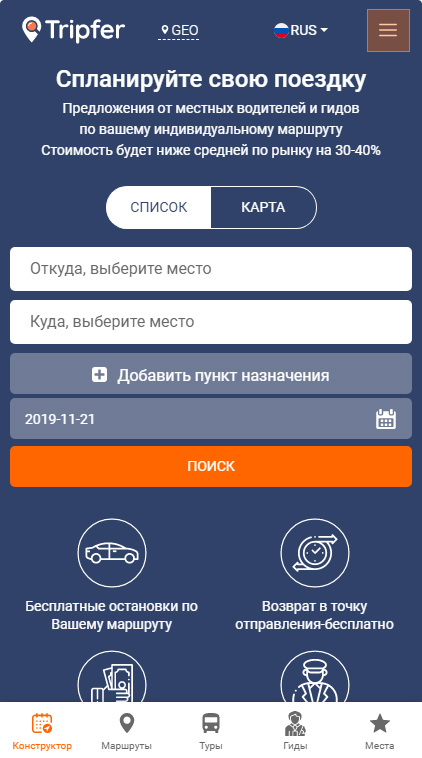 Tripfer
GEO
RUS
Спланируйте свою поездку
Предложения от местных водителей и гидов
по вашему индивидуальному маршруту
Стоимость будет ниже средней по рынку на 30-40%
СПИСОК
КАРТА
Откуда, выберите место
Куда, выберите место
Добавить пункт назначения
2019-11-21
ПОИСК
Бесплатные остановки по
Вашему маршруту
Возврат в точку
отправления-бесплатно
Конструктор
Маршруты
Туры
Гиды
Места